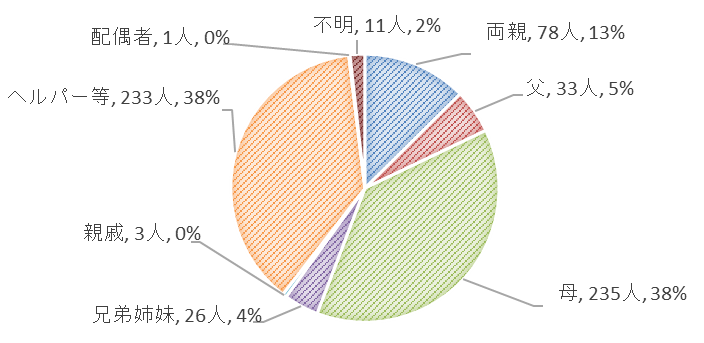 不明, 11人, 2%
配偶者, 1人, 0%
両親, 78人, 13%
父, 33人, 5%
ヘルパー等, 233人, 38%
親戚, 3人, 0%
母, 235人, 38%
兄弟姉妹, 26人, 4%